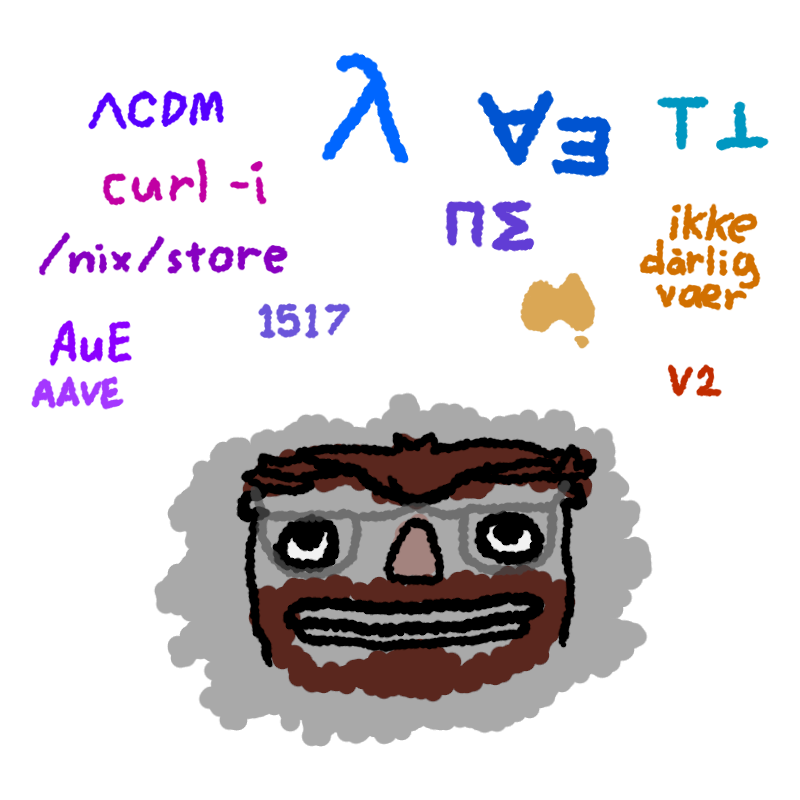 ΛCDM
λ
∀∃
⊤⊥
curl -i
ΠΣ
ikke
dårlig
vaer
/nix/store
1517
AuE
AAVE
V2